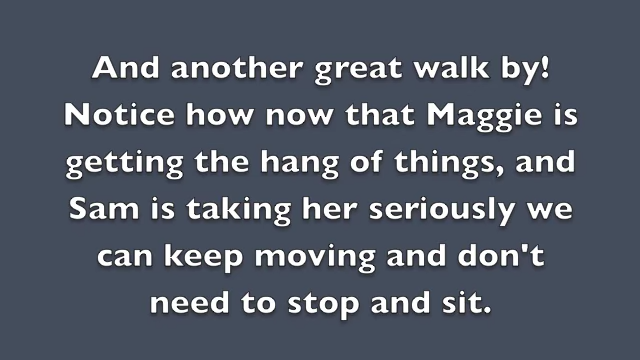 And another great walk by!
Notice how now that Maggie is
getting the hang of things, and
Sam is taking her seriously we
can keep moving and don't
need to stop and sit.